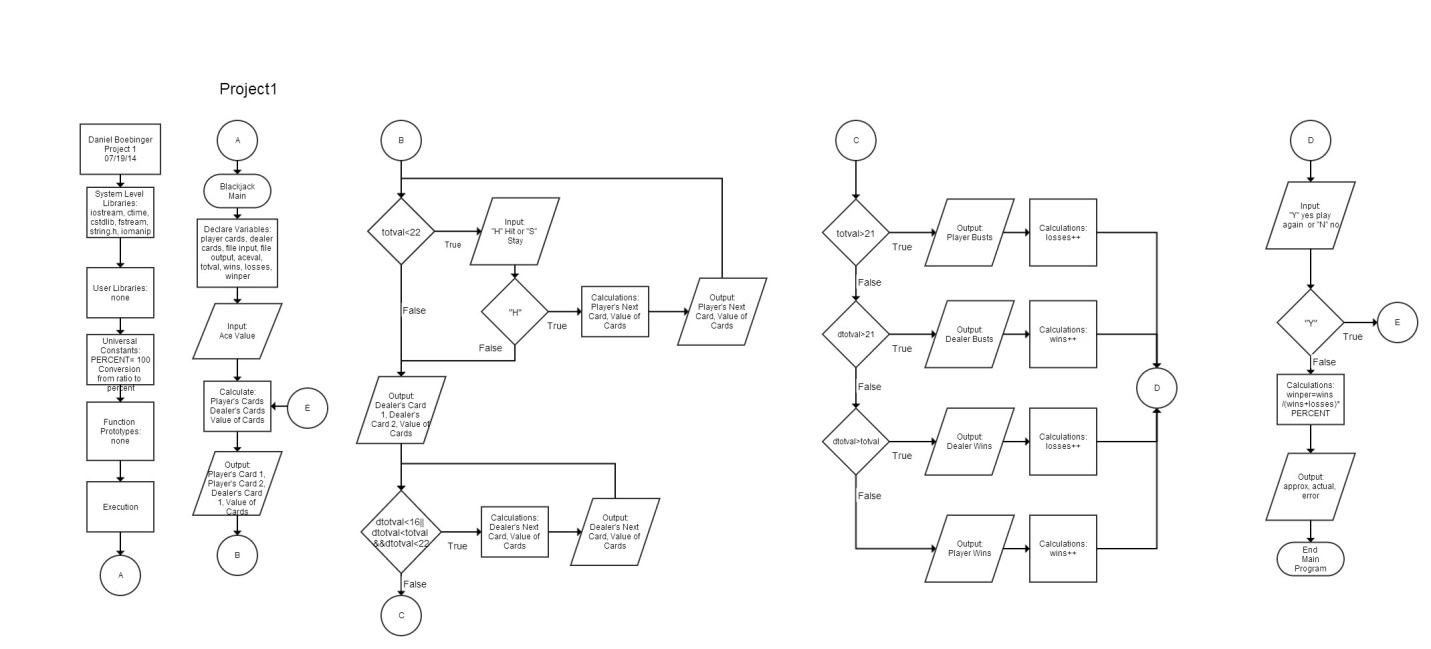 Project1
Daniel Boebinger
Project 1
07/19/14
System Level
Libraries:
iostream, ctime,
cstdlib, fstream,
string.h, iomanip
User Libraries:
none
Universal
Constants:
PERCENT= 100
Conversion
from ratio to
percent
Function
Prototypes:
none
Execution
A
A
Blackjack
Main
Declare Variables:
player cards, dealer
cards, file input, file
output, aceval,
totval, wins, losses,
winper
Input:
Ace Value
Calculate:
Player's Cards
Dealer's Cards
Value of Cards
E
Output:
Player's Card 1,
Player's Card 2,
Dealer's Card
1, Value of
Cards
B
B
totval<22
True
Input:
"H" Hit or "S"
Stay
False
"H"
True
Calculations:
Player's Next
Card, Value of
Cards
Output:
Player's Next
Card, Value of
Cards
False
Output:
Dealer's Card
1, Dealer's
Card 2, Value of
Cards
dtotval<16||
dtotval<totval
&&dtotval<22
True
Calculations:
Dealer's Next
Card, Value of
Cards
Output:
Dealer's Next
Card, Value of
Cards
False
C
C
totval>21
True
Output:
Player Busts
Calculations:
losses++
False
dtotval>21
True
Output:
Dealer Busts
Calculations:
wins++
False
D
dtotval>totval
True
Output:
Dealer Wins
Calculations:
losses++
False
Output:
Player Wins
Calculations:
wins++
D
Input:
"Y" yes play
again or "N" no
"Y"
True
E
False
Calculations:
winper=wins
/(wins+losses)*
PERCENT
Output:
approx, actual,
error
End
Main
Program